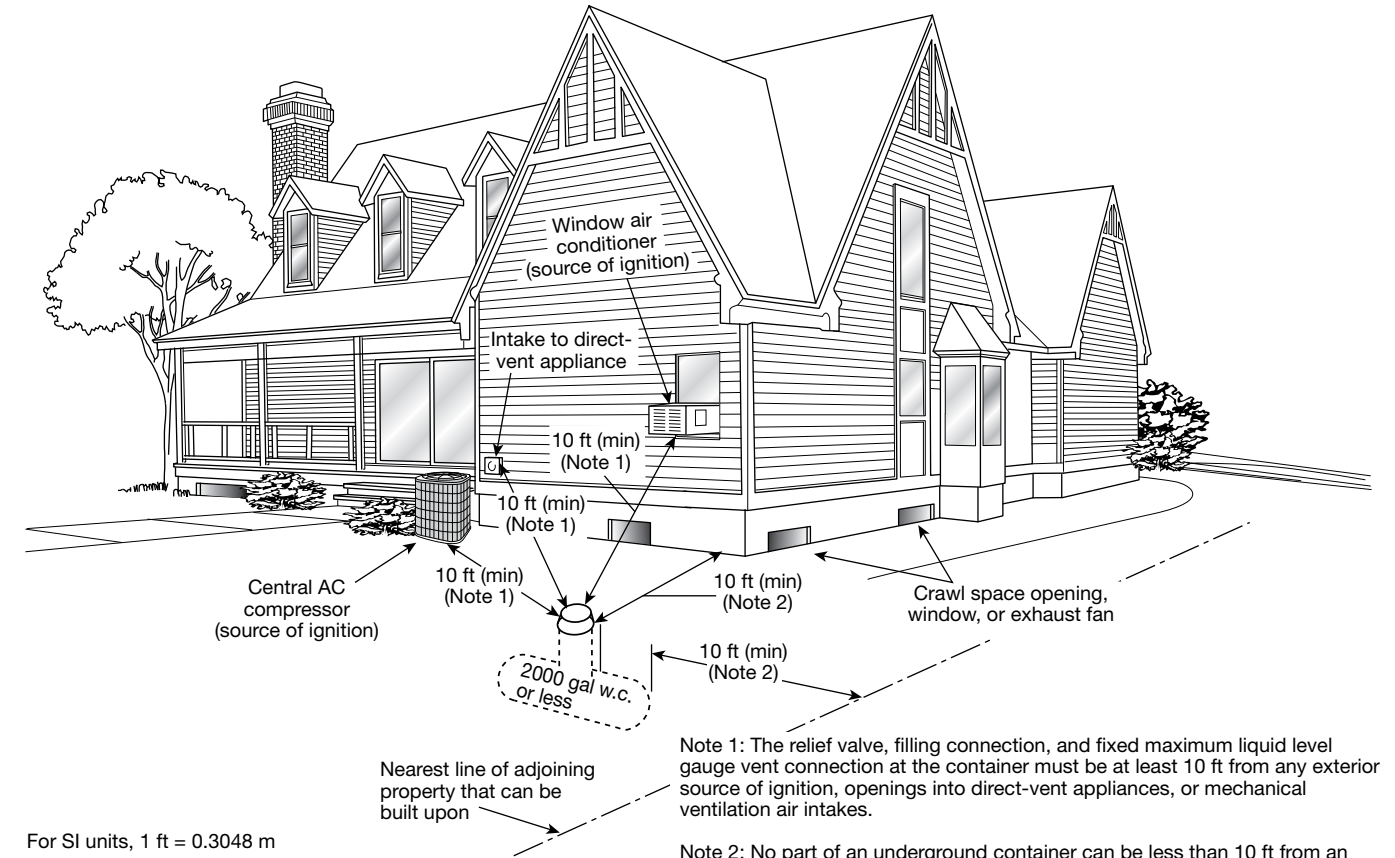 Window air
conditioner
(source of ignition)
Intake to direct-
vent appliance
10 ft (min)
(Note 1)
10 ft (min)
(Note 1)
10 ft (min)
(Note 1)
Central AC
compressor
(source of ignition)
10 ft (min)
(Note 2)
Crawl space opening,
window, or exhaust fan
10 ft (min)
(Note 2)
2000 gal w.c.
or less
Nearest line of adjoining
property that can be
built upon
Note 1: The relief valve, filling connection, and fixed maximum liquid level
gauge vent connection at the container must be at least 10 ft from any exterior
source of ignition, openings into direct-vent appliances, or mechanical
ventilation air intakes.
For SI units, 1 ft = 0.3048 m
Note 2: No part of an underground container can be less than 10 ft from an